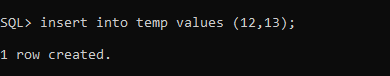 SQL> insert into temp values (12,13);
1 row created.